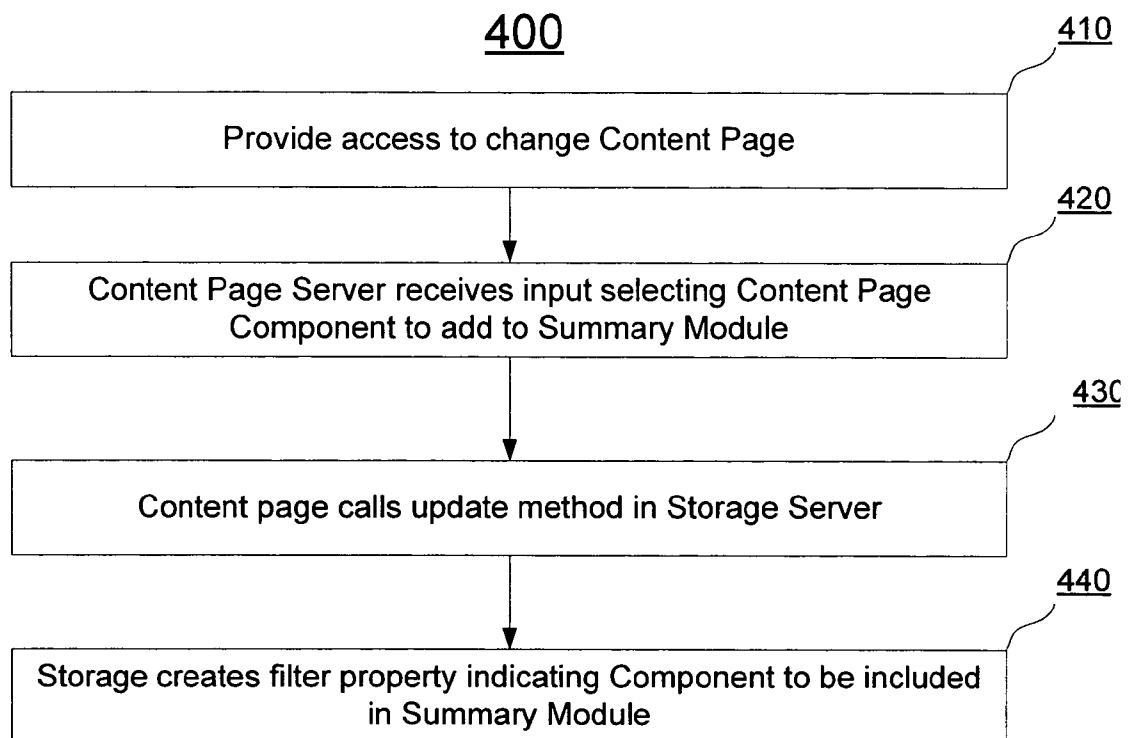 400
410
Provide access to change Content Page
420
Content Page Server receives input selecting Content Page
Component to add to Summary Module
430
Content page calls update method in Storage Server
440
Storage creates filter property indicating Component to be included
in Summary Module